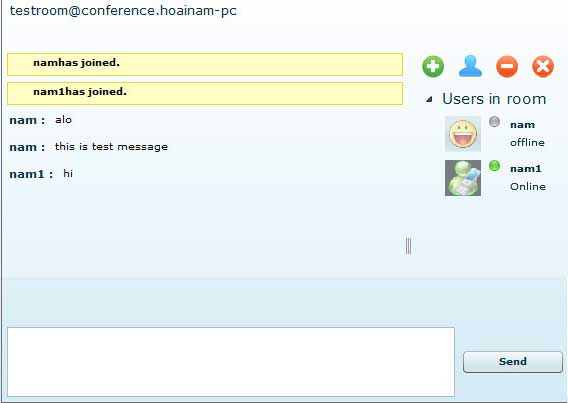 testroom@conference.hoainam-pc
namhas joined.
nam1has joined.
nam : alo
nam : this is test message
nam1 : hi
Users in room
nam
offline
nam1
Online
Send